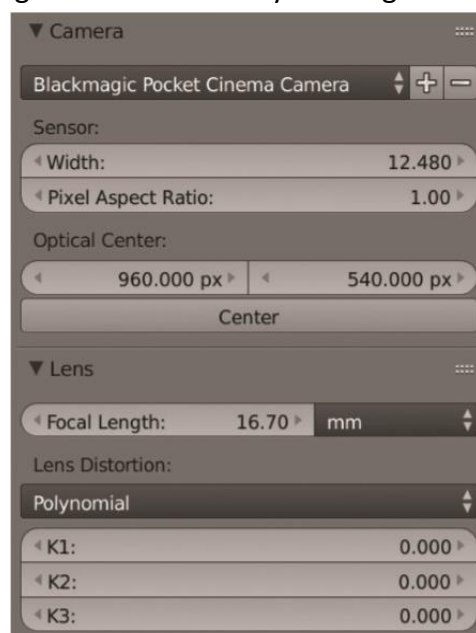 Camera
Blackmagic Pocket Cinema Camera
Sensor:
Width: 12.480
Pixel Aspect Ratio: 1.00
Optical Center:
960.000 px 540.000 px
Center
Lens
Focal Length: 16.70 mm
Lens Distortion:
Polynomial
K1: 0.000
K2: 0.000
K3: 0.000